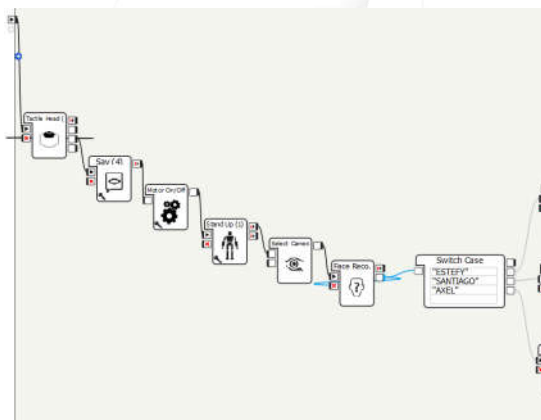 Tactile Head (
Say (4)
Motor On/Off
Stand Up (1)
Select Camera
Face Reco.
Switch Case
"ESTEFY"
"SANTIAGO"
"AXEL"